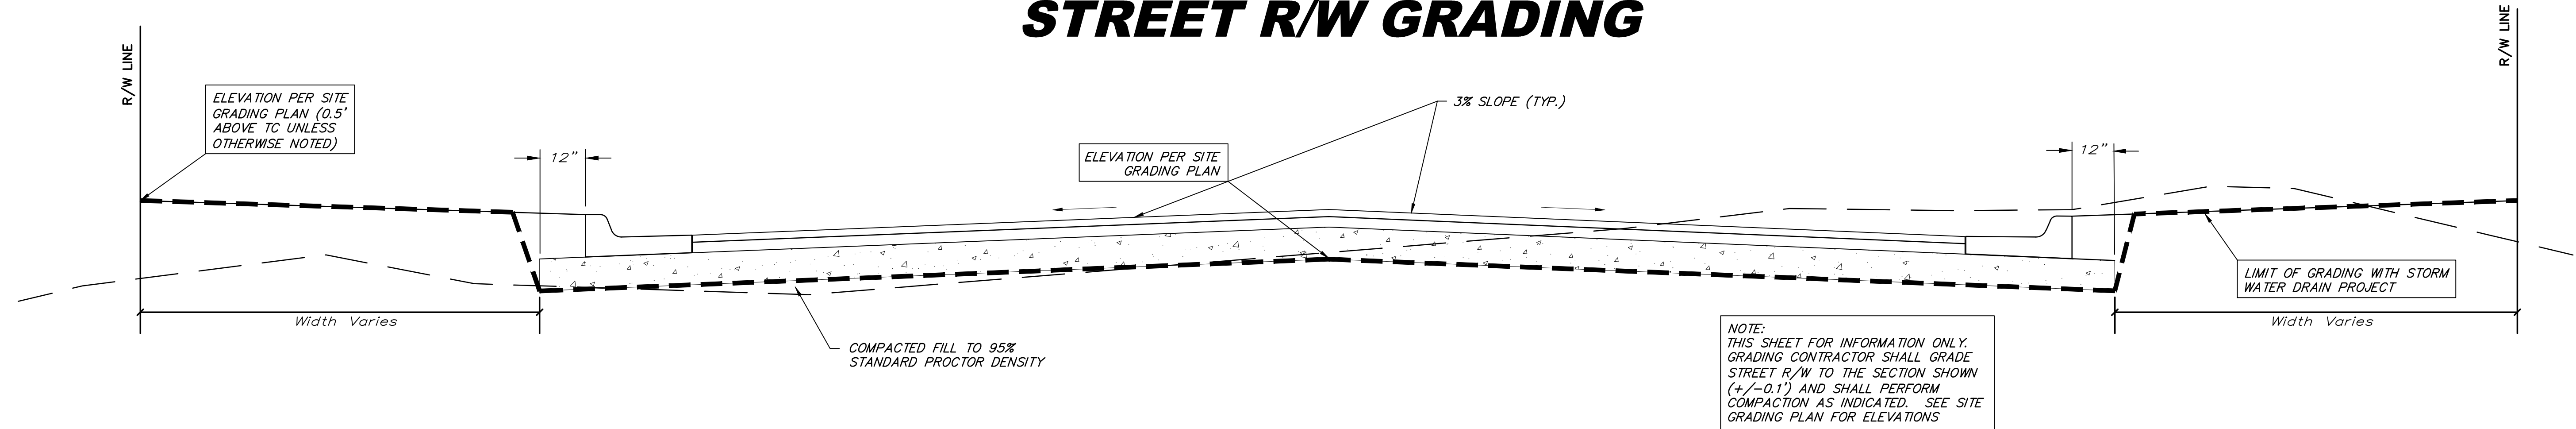 STREET R/W GRADING
R/W LINE
R/W LINE
ELEVATION PER SITE
GRADING PLAN (0.5'
ABOVE TC UNLESS
OTHERWISE NOTED)
12"
ELEVATION PER SITE
GRADING PLAN
3% SLOPE (TYP.)
12"
LIMIT OF GRADING WITH STORM
WATER DRAIN PROJECT
Width Varies
Width Varies
COMPACTED FILL TO 95%
STANDARD PROCTOR DENSITY
NOTE:
THIS SHEET FOR INFORMATION ONLY.
GRADING CONTRACTOR SHALL GRADE
STREET R/W TO THE SECTION SHOWN
(+/-0.1') AND SHALL PERFORM
COMPACTION AS INDICATED. SEE SITE
GRADING PLAN FOR ELEVATIONS